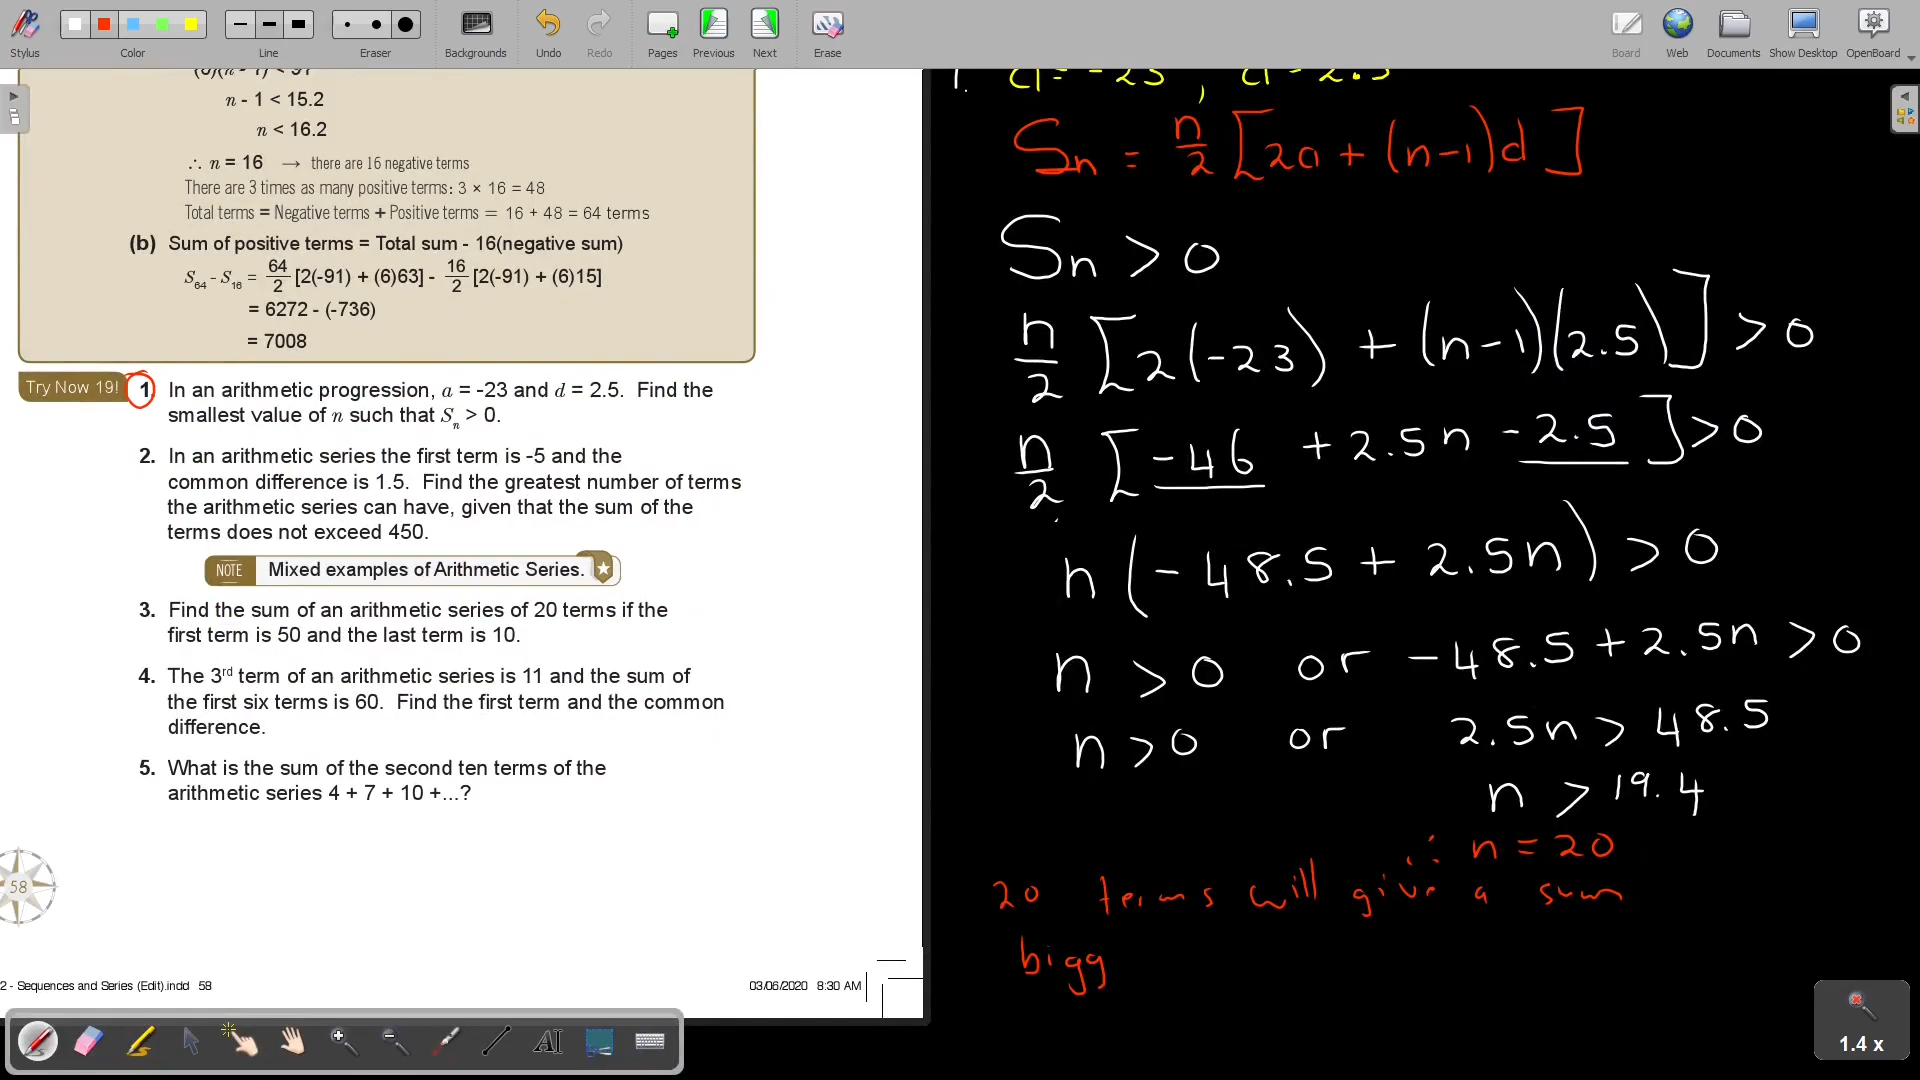 Stylus
Color
Line
Eraser
Backgrounds
Undo
Redo
Pages
Previous
Next
Erase
Board
Web
Documents
Show Desktop
OpenBoard
n - 1 < 15.2
n < 16.2
∴ n = 16 → there are 16 negative terms
There are 3 times as many positive terms: 3 × 16 = 48
Total terms = Negative terms + Positive terms = 16 + 48 = 64 terms
(b) Sum of positive terms = Total sum - 16(negative sum)
S64 - S16 = 64/2 [2(-91) + (6)63] - 16/2 [2(-91) + (6)15]
= 6272 - (-736)
= 7008
Try Now 19!
1. In an arithmetic progression, a = -23 and d = 2.5. Find the
smallest value of n such that Sn > 0.
2. In an arithmetic series the first term is -5 and the
common difference is 1.5. Find the greatest number of terms
the arithmetic series can have, given that the sum of the
terms does not exceed 450.
NOTE Mixed examples of Arithmetic Series.
3. Find the sum of an arithmetic series of 20 terms if the
first term is 50 and the last term is 10.
4. The 3rd term of an arithmetic series is 11 and the sum of
the first six terms is 60. Find the first term and the common
difference.
5. What is the sum of the second ten terms of the
arithmetic series 4 + 7 + 10 +...?
58
2 - Sequences and Series (Edit).indd 58
03/06/2020 8:30 AM
Sn = n/2 [2a + (n-1)d]
Sn > 0
n/2 [2(-23) + (n-1)(2.5)] > 0
n/2 [-46 + 2.5n - 2.5] > 0
n(-48.5 + 2.5n) > 0
n > 0 or -48.5 + 2.5n > 0
n > 0 or 2.5n > 48.5
n > 19.4
∴ n = 20
20 terms will give a sum
bigg
1.4 x